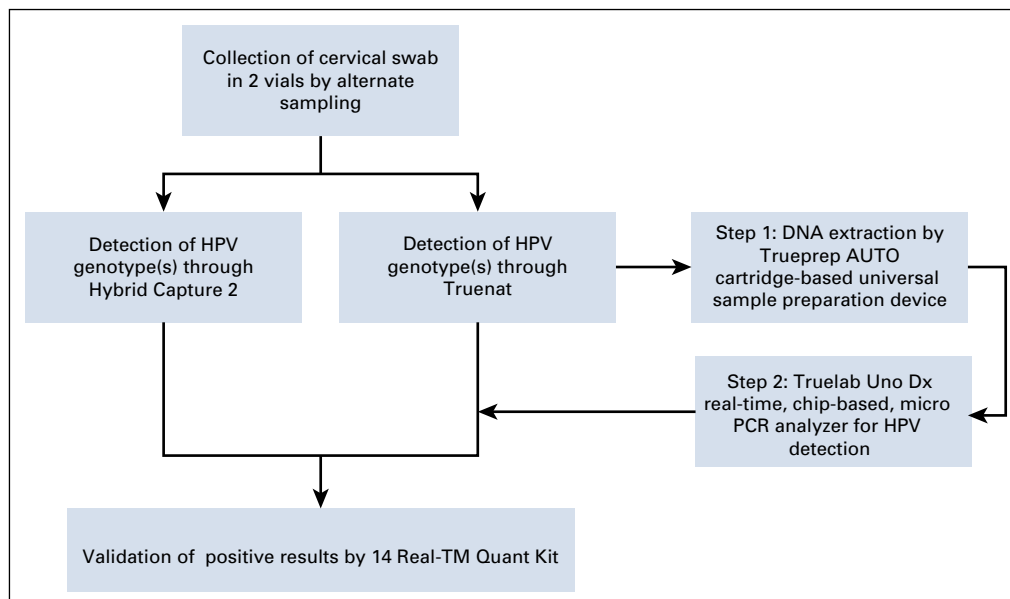 Collection of cervical swab
in 2 vials by alternate
sampling
Detection of HPV
genotype(s) through
Hybrid Capture 2
Detection of HPV
genotype(s) through
Truenat
Step 1: DNA extraction by
Trueprep AUTO
cartridge-based universal
sample preparation device
Step 2: Truelab Uno Dx
real-time, chip-based, micro
PCR analyzer for HPV
detection
Validation of positive results by 14 Real-TM Quant Kit